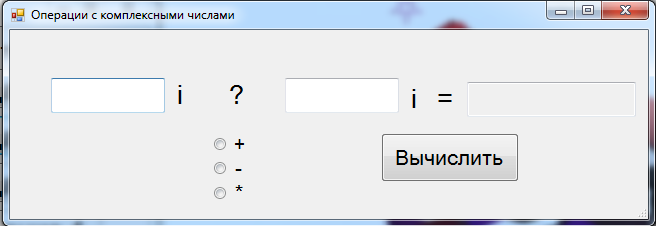 Операции с комплексными числами
i ? i =
+
-
*
Вычислить